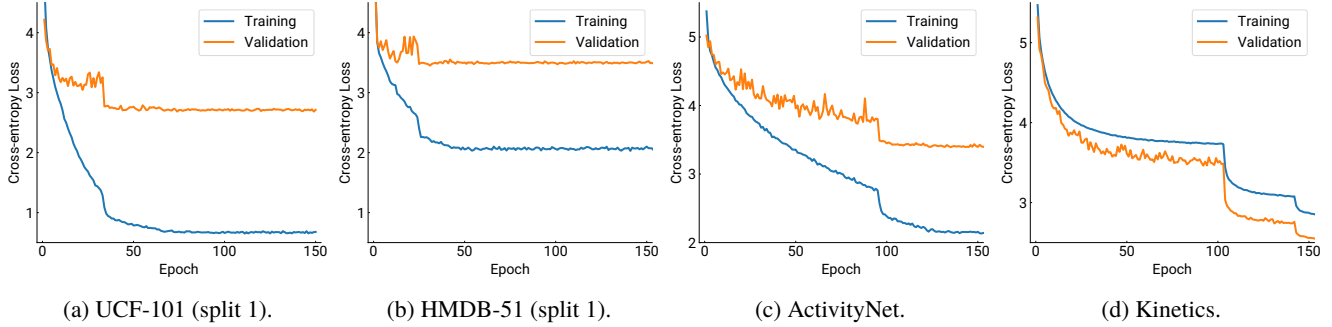 Training
Validation
Cross-entropy Loss
4
3
2
1
0
50
100
150
Epoch
(a) UCF-101 (split 1).
Training
Validation
Cross-entropy Loss
4
3
2
1
0
50
100
150
Epoch
(b) HMDB-51 (split 1).
Training
Validation
Cross-entropy Loss
5
4
3
2
0
50
100
150
Epoch
(c) ActivityNet.
Training
Validation
Cross-entropy Loss
5
4
3
0
50
100
150
Epoch
(d) Kinetics.